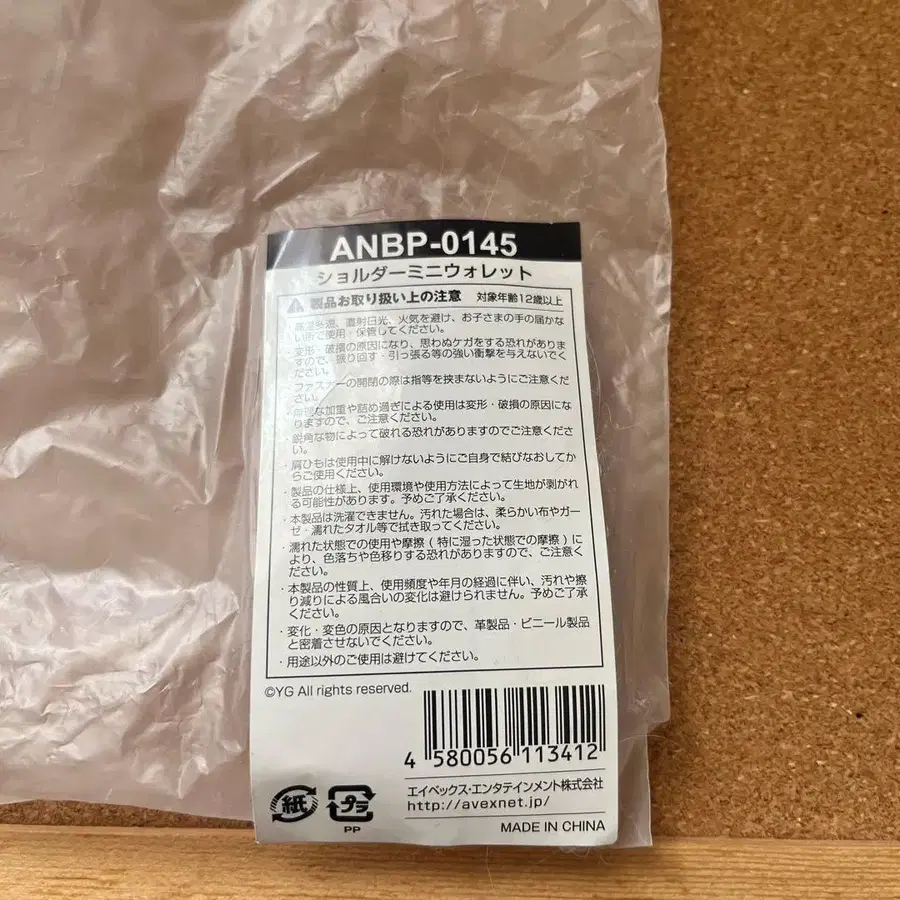 ANBP-0145
ショルダーミニウォレット
製品お取り扱い上の注意 対象年齢12歳以上
・高温多湿、直射日光、火気を避け、お子さまの手の届かな
い所で使用・保管してください。
・変形・破損の原因になり、思わぬケガをする恐れがありま
すので、振り回す・引っ張る等の強い衝撃を与えないでく
ださい。
・ファスナーの開閉の際は指等を挟まないようにご注意くだ
さい。
・無理な加重や詰め過ぎによる使用は変形・破損の原因にな
りますので、ご注意ください。
・鋭角な物によって破れる恐れがありますのでご注意くださ
い。
・肩ひもは使用中に解けないようにご自身で結びなおしてか
らご使用ください。
・製品の仕様上、使用環境や使用方法によって生地が剥がれ
る可能性があります。予めご了承ください。
・本製品は洗濯できません。汚れた場合は、柔らかい布やガー
ゼ・濡れたタオル等で拭き取ってください。
・濡れた状態での使用や摩擦(特に湿った状態での摩擦)に
より、色落ちや色移りする恐れがありますので、ご注意くだ
さい。
・本製品の性質上、使用頻度や年月の経過に伴い、汚れや擦
り減りによる風合いの変化は避けられません。予めご了承
ください。
・変化・変色の原因となりますので、革製品・ビニール製品
と密着させないでください。
・用途以外のご使用は避けてください。
©YG All rights reserved.
4 580056 113412
エイベックス・エンタテインメント株式会社
http://avexnet.jp/
紙 プラ
PP
MADE IN CHINA